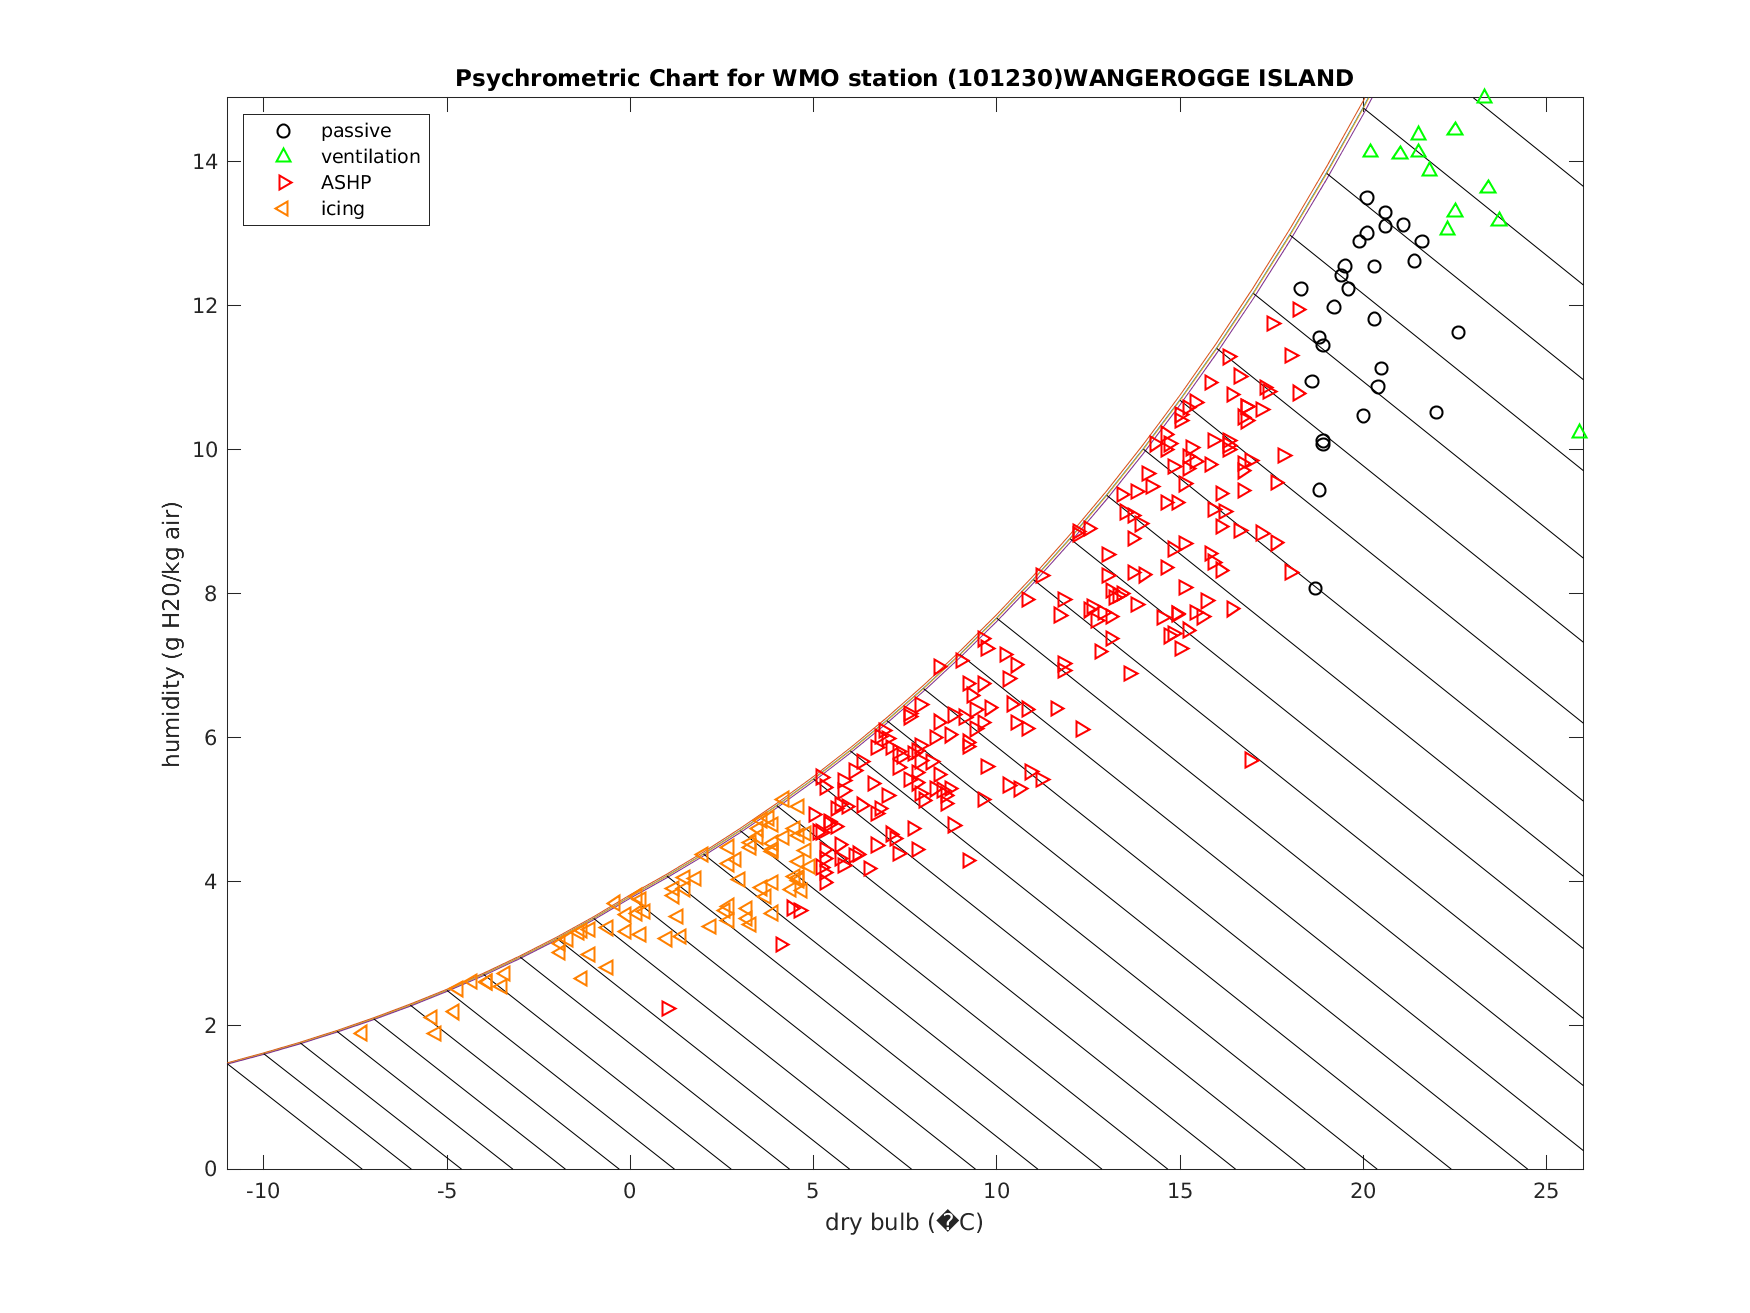 Psychrometric Chart for WMO station (101230)WANGEROGGE ISLAND
passive
ventilation
ASHP
icing
14
12
10
8
6
4
2
0
humidity (g H20/kg air)
-10 -5 0 5 10 15 20 25
dry bulb (�C)